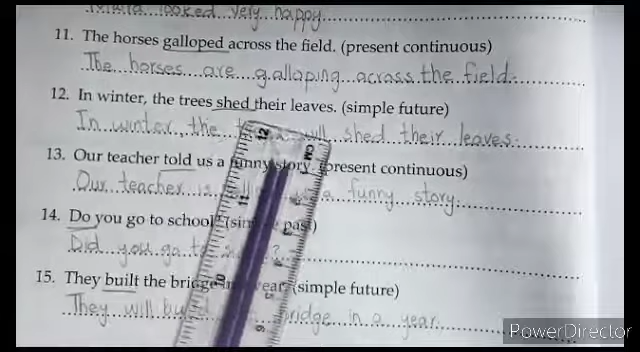 looked very happy.
11. The horses galloped across the field. (present continuous)
The horses are galloping across the field.
12. In winter, the trees shed their leaves. (simple future)
In winter, the will shed their leaves.
13. Our teacher told us a funny story. (present continuous)
Our teacher is a funny story.
14. Do you go to school? (simple past)
Did you go to ?
15. They built the bridge in year. (simple future)
They will build bridge in a year.
PowerDirector